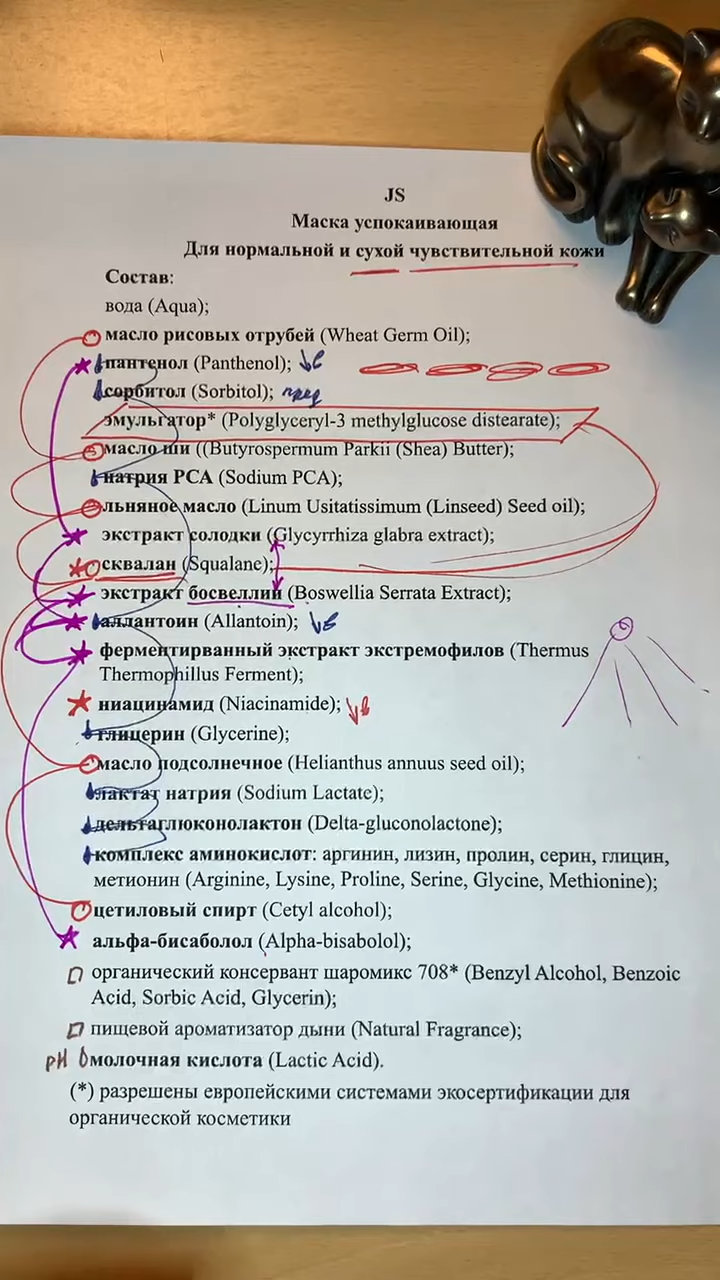 JS
Маска успокаивающая
Для нормальной и сухой чувствительной кожи
Состав:
вода (Aqua);
масло рисовых отрубей (Wheat Germ Oil);
пантенол (Panthenol); ↓в
сорбитол (Sorbitol);
эмульгатор* (Polyglyceryl-3 methylglucose distearate);
масло ши ((Butyrospermum Parkii (Shea) Butter);
натрия PCA (Sodium PCA);
льняное масло (Linum Usitatissimum (Linseed) Seed oil);
экстракт солодки (Glycyrrhiza glabra extract);
сквалан (Squalane);
экстракт босвеллии (Boswellia Serrata Extract);
аллантоин (Allantoin); ↓в
ферментирванный экстракт экстремофилов (Thermus
Thermophillus Ferment);
ниацинамид (Niacinamide); ↓в
глицерин (Glycerine);
масло подсолнечное (Helianthus annuus seed oil);
лактат натрия (Sodium Lactate);
дельтаглюконолактон (Delta-gluconolactone);
комплекс аминокислот: аргинин, лизин, пролин, серин, глицин,
метионин (Arginine, Lysine, Proline, Serine, Glycine, Methionine);
цетиловый спирт (Cetyl alcohol);
альфа-бисаболол (Alpha-bisabolol);
органический консервант шаромикс 708* (Benzyl Alcohol, Benzoic
Acid, Sorbic Acid, Glycerin);
пищевой ароматизатор дыни (Natural Fragrance);
pH молочная кислота (Lactic Acid).
(*) разрешены европейскими системами экосертификации для
органической косметики